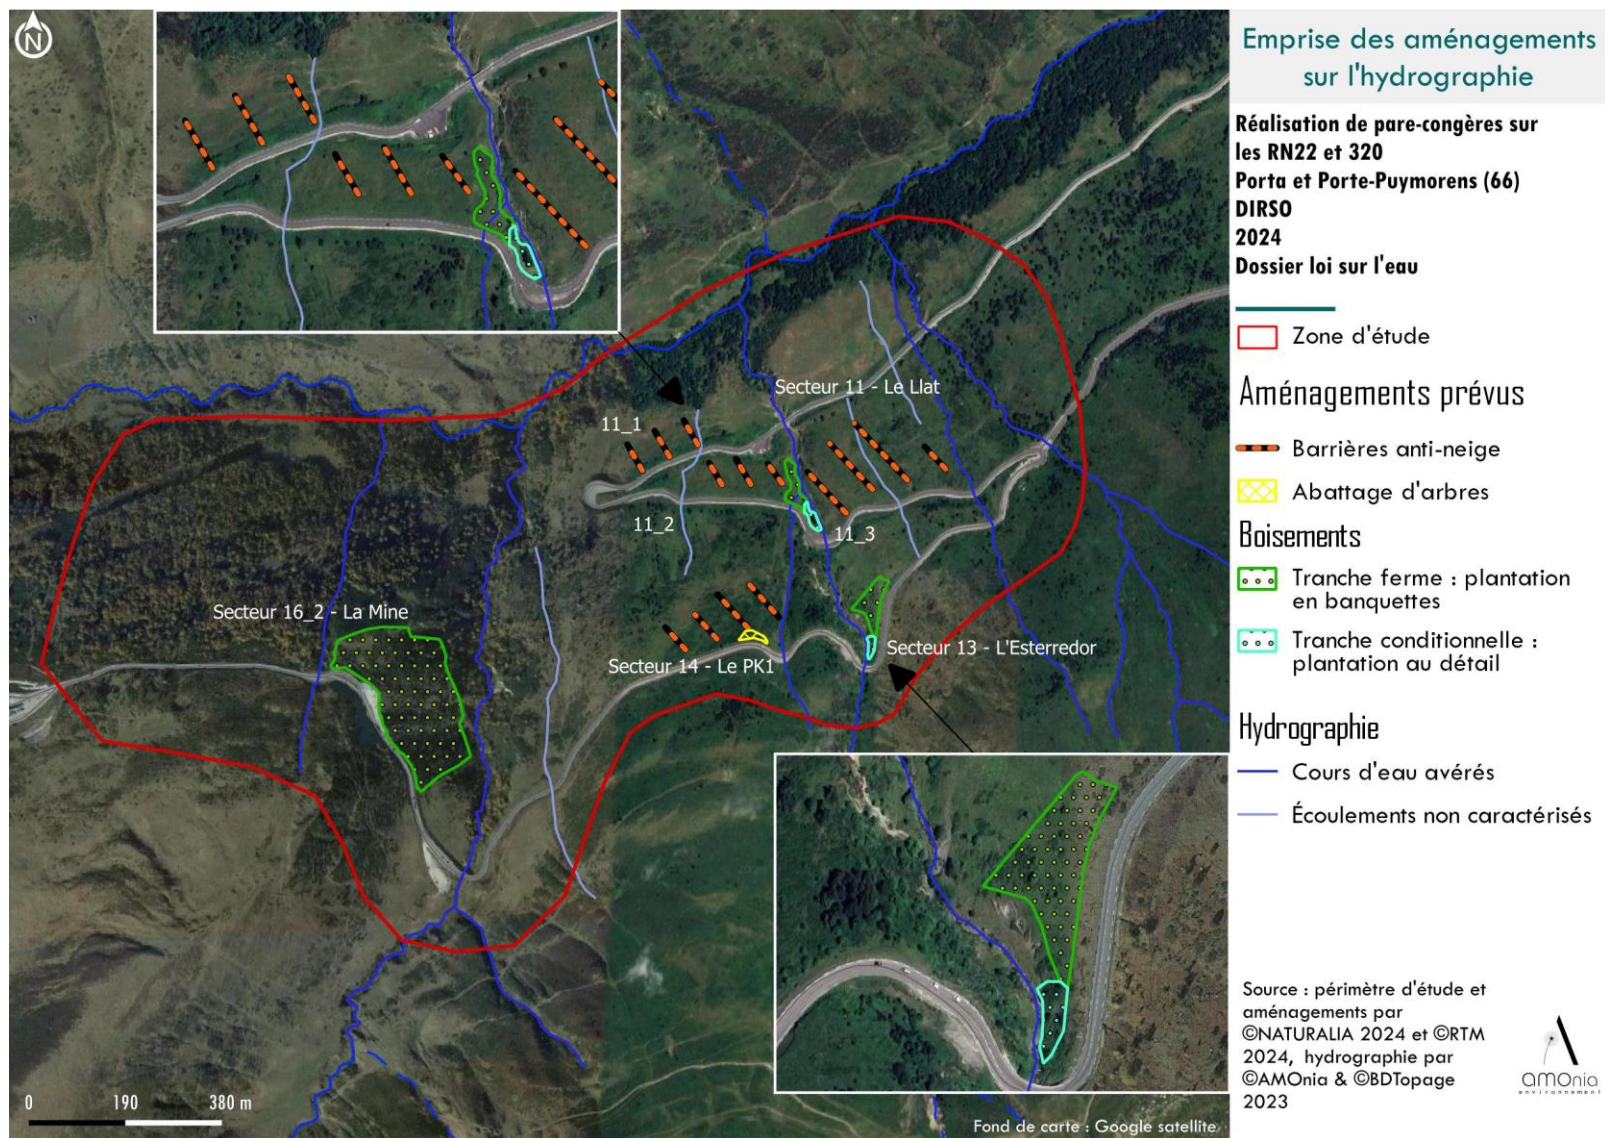 N
Emprise des aménagements
sur l'hydrographie
Réalisation de pare-congères sur
les RN22 et 320
Porta et Porte-Puymorens (66)
DIRSO
2024
Dossier loi sur l'eau
Zone d'étude
Aménagements prévus
Barrières anti-neige
Abattage d'arbres
Boisements
Tranche ferme : plantation
en banquettes
Tranche conditionnelle :
plantation au détail
Hydrographie
Cours d'eau avérés
Écoulements non caractérisés
Source : périmètre d'étude et
aménagements par
©NATURALIA 2024 et ©RTM
2024, hydrographie par
©AMOnia & ©BDTopage
2023
amonia
environnement
Secteur 11 - Le Llat
11_1
11_2
11_3
Secteur 16_2 - La Mine
Secteur 14 - Le PK1
Secteur 13 - L'Esterredor
0 190 380 m
Fond de carte : Google satellite